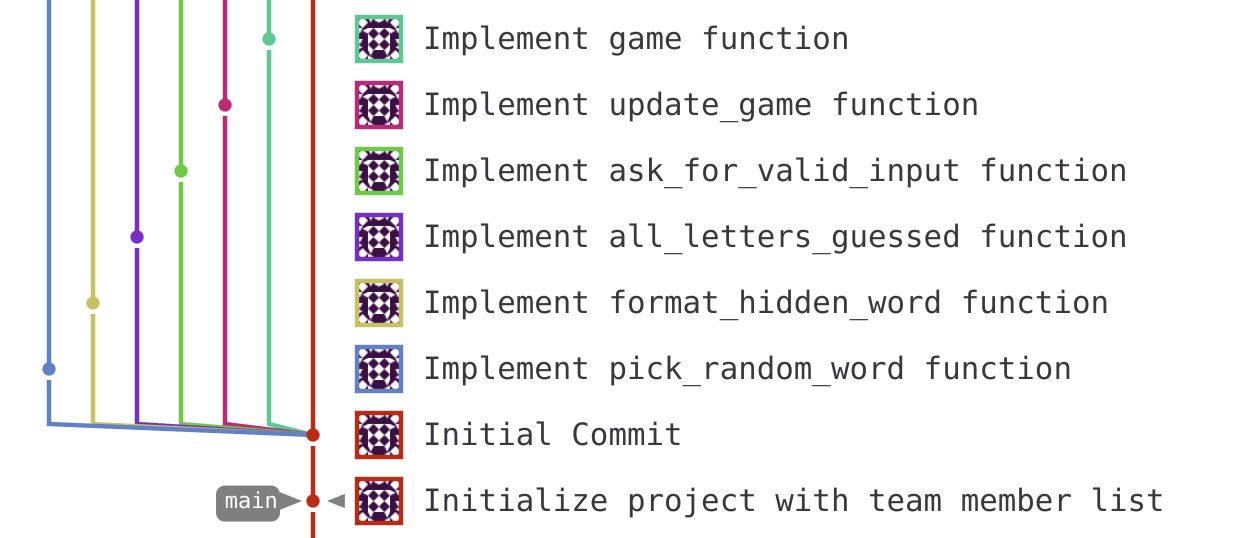 Implement game function
Implement update_game function
Implement ask_for_valid_input function
Implement all_letters_guessed function
Implement format_hidden_word function
Implement pick_random_word function
Initial Commit
main Initialize project with team member list